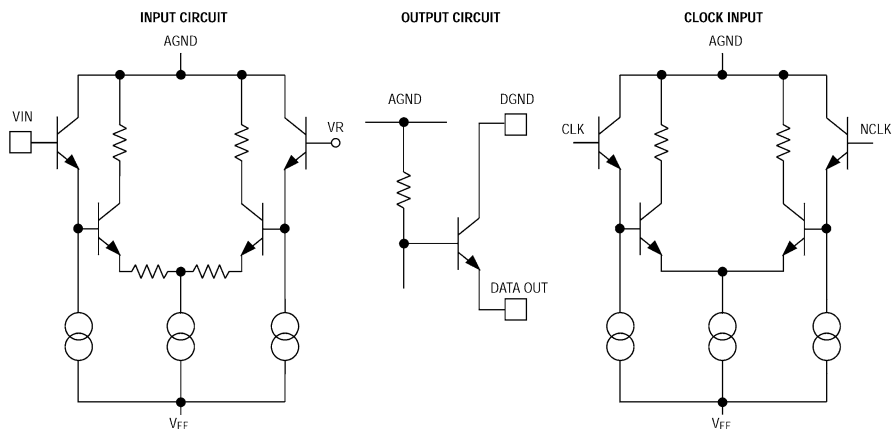 INPUT CIRCUIT
OUTPUT CIRCUIT
CLOCK INPUT
AGND
AGND
VIN
VR
AGND
DGND
CLK
NCLK
DATA OUT
VEE
VEE